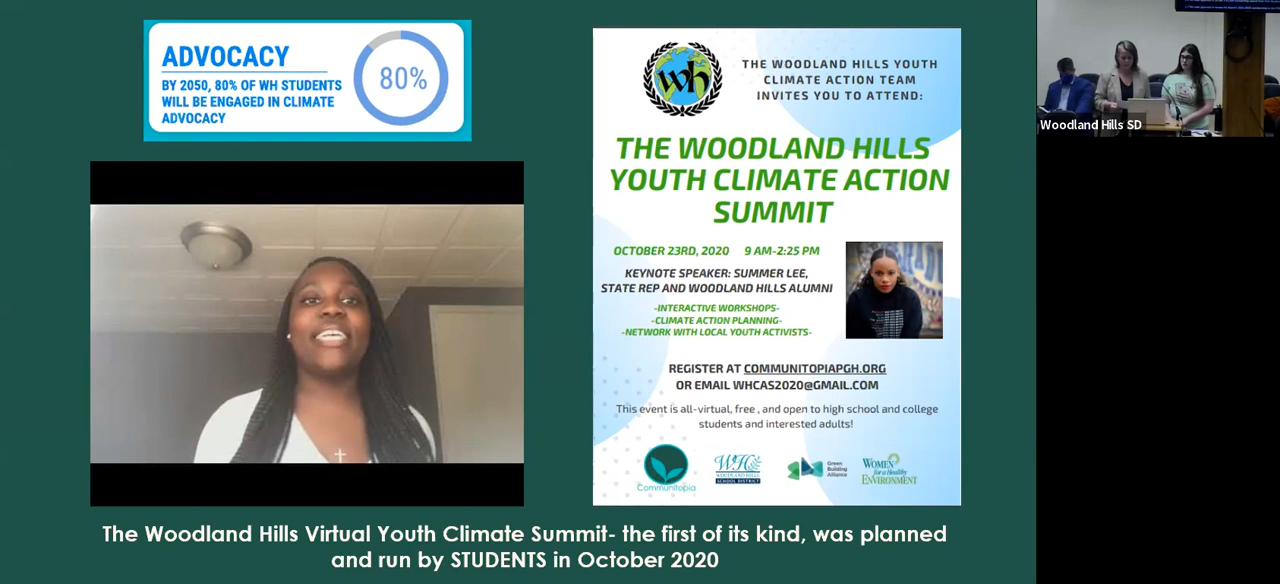 ADVOCACY
BY 2050, 80% OF WH STUDENTS
WILL BE ENGAGED IN CLIMATE
ADVOCACY
80%
wh
THE WOODLAND HILLS YOUTH
CLIMATE ACTION TEAM
INVITES YOU TO ATTEND:
THE WOODLAND HILLS
YOUTH CLIMATE ACTION
SUMMIT
OCTOBER 23RD, 2020 9 AM-2:25 PM
KEYNOTE SPEAKER: SUMMER LEE,
STATE REP AND WOODLAND HILLS ALUMNI
-INTERACTIVE WORKSHOPS-
-CLIMATE ACTION PLANNING-
-NETWORK WITH LOCAL YOUTH ACTIVISTS-
REGISTER AT COMMUNITOPIAPGH.ORG
OR EMAIL WHCAS2020@GMAIL.COM
This event is all-virtual, free , and open to high school and college
students and interested adults!
Communitopia
WH
WOODLAND HILLS
SCHOOL DISTRICT
Green
Building
Alliance
WOMEN
for a Healthy
ENVIRONMENT
The Woodland Hills Virtual Youth Climate Summit- the first of its kind, was planned
and run by STUDENTS in October 2020
Woodland Hills SD